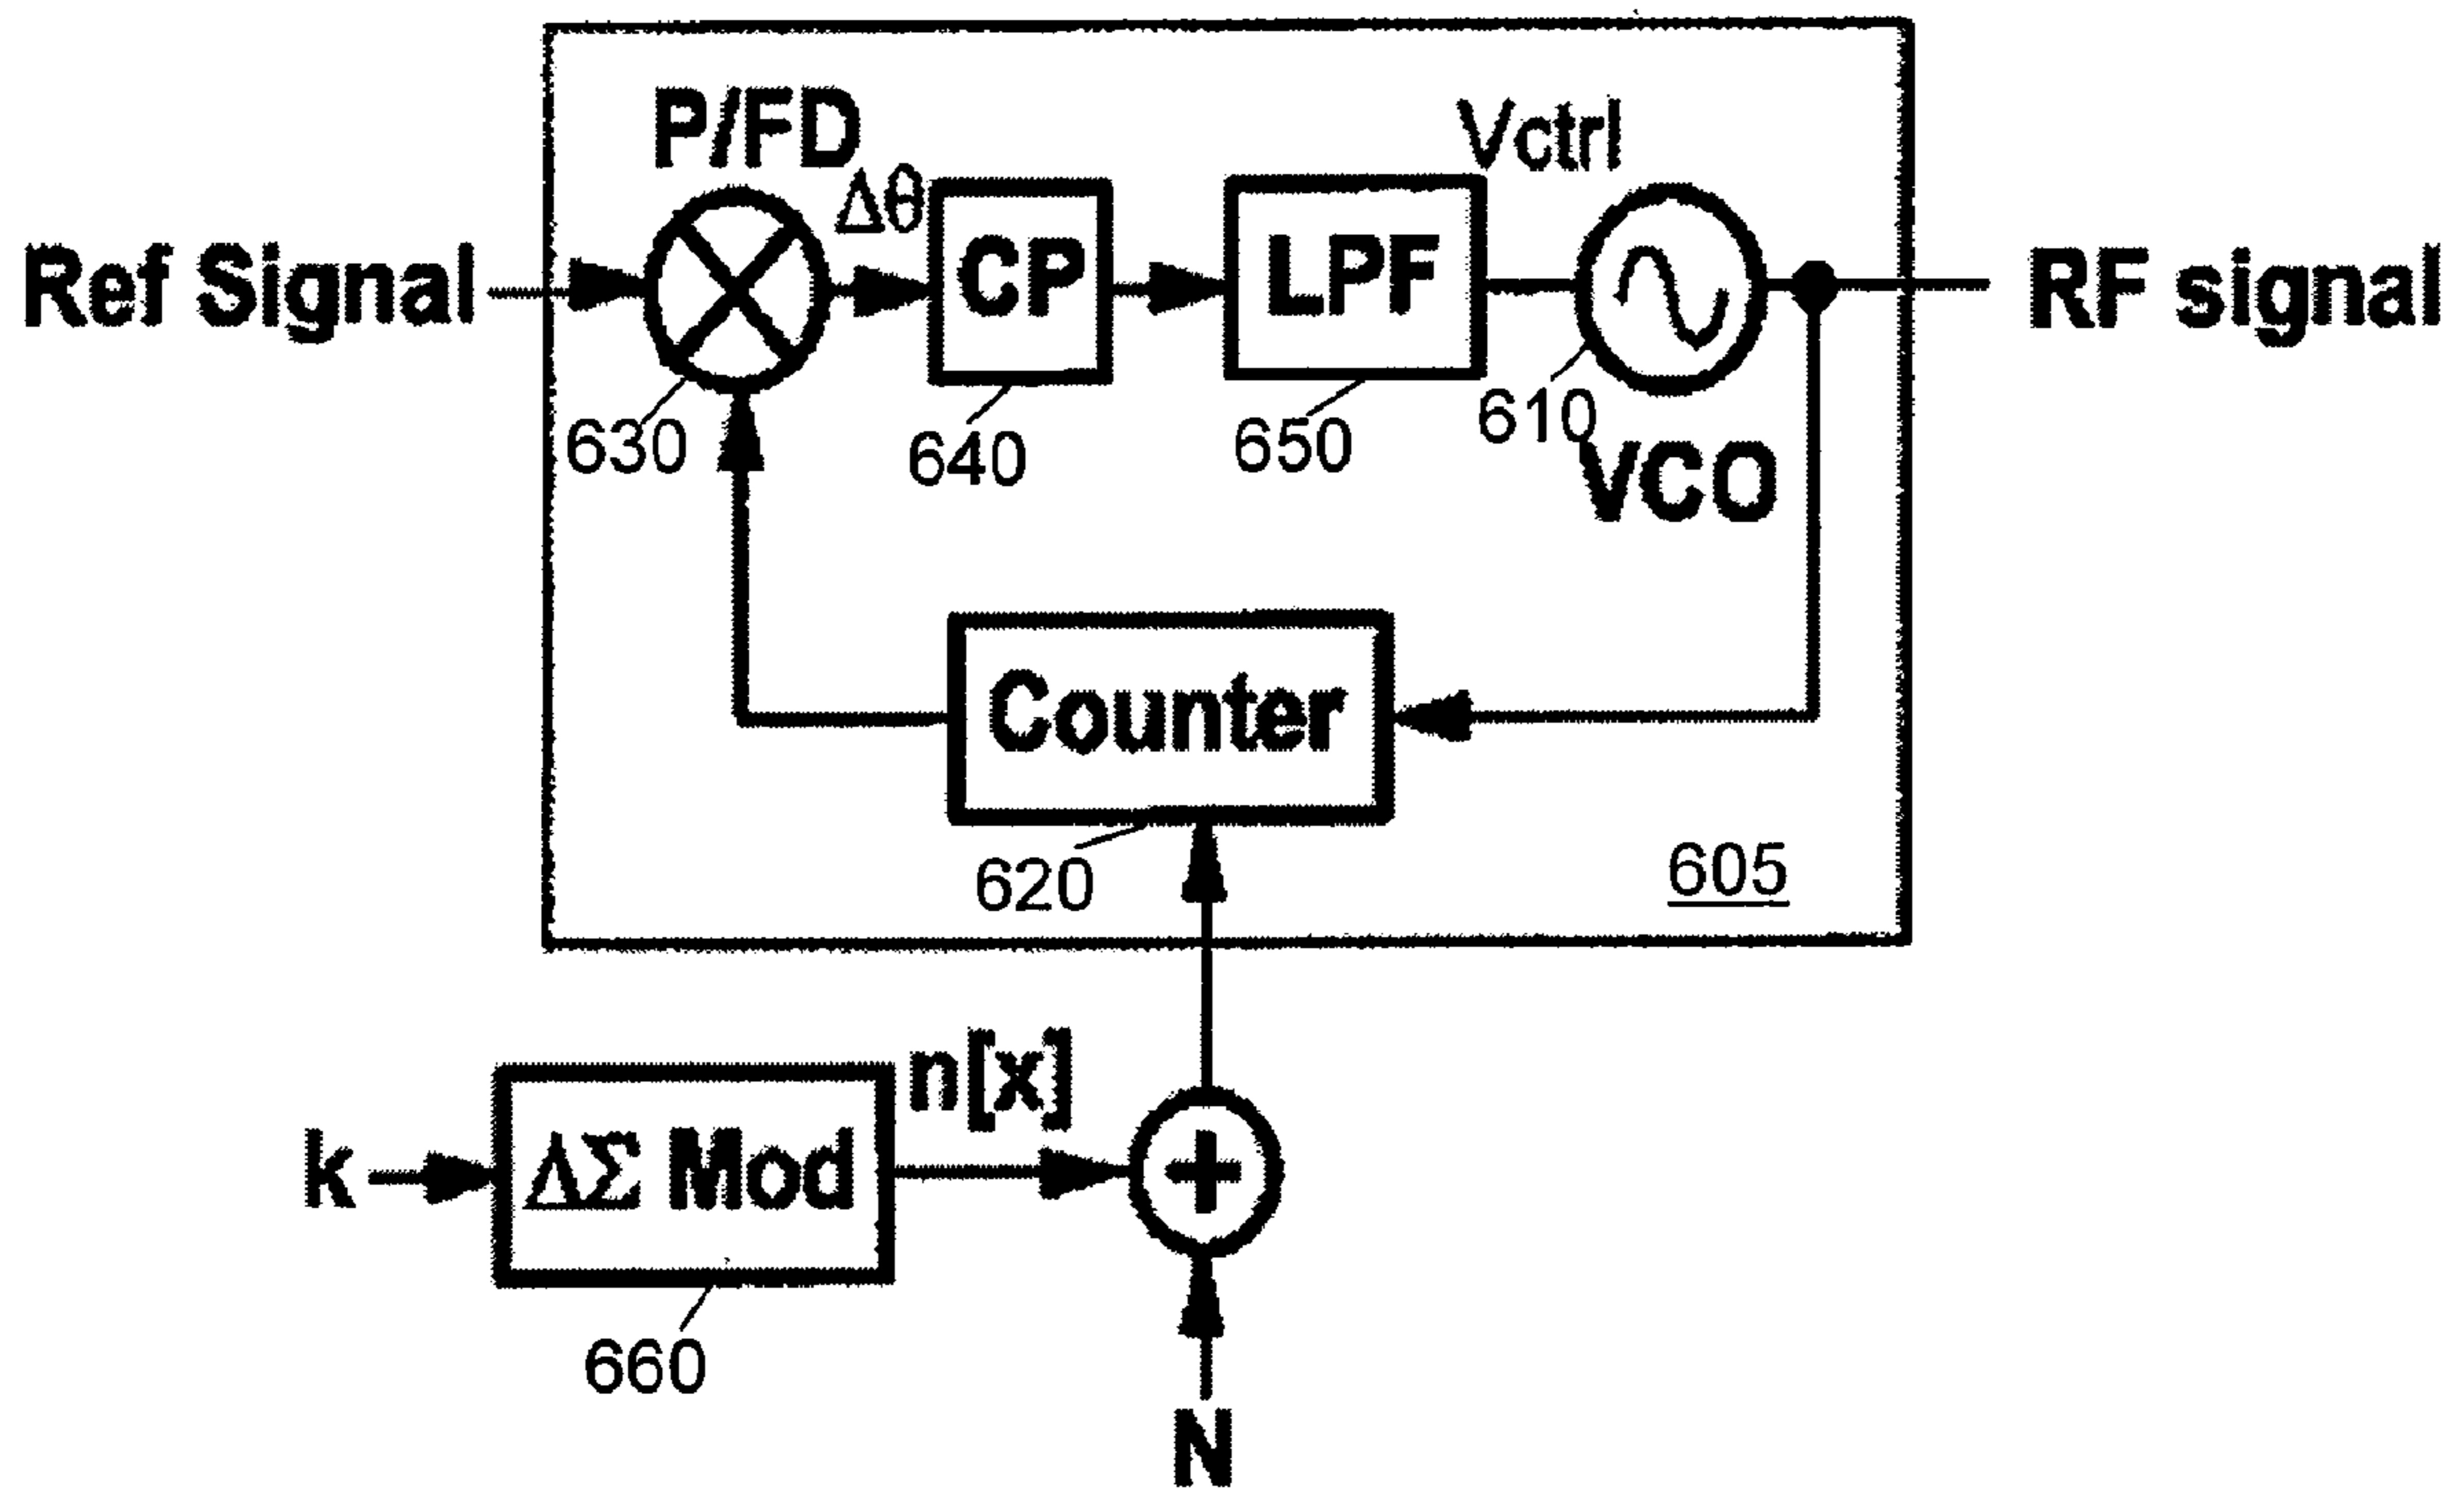 P/FD
Vctrl
Δθ
Ref Signal
CP
LPF
RF signal
630
640
650
610
VCO
Counter
620
605
n[x]
k
ΔΣ Mod
660
N